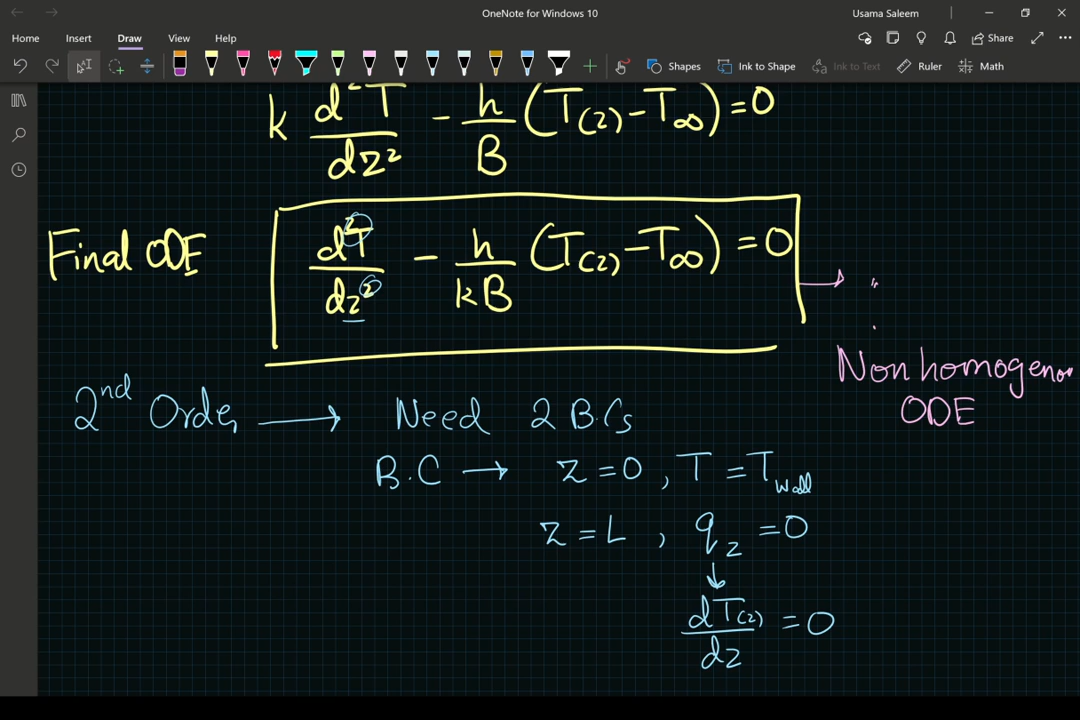 OneNote for Windows 10
Usama Saleem
Home Insert Draw View Help
Share
Shapes Ink to Shape Ink to Text Ruler Math
k d²T/dz² − h/B (T(z) − T∞) = 0
Final ODE d²T/dz² − h/kB (T(z) − T∞) = 0
Non homogenou
ODE
2nd Order → Need 2 B.Cs
B.C → z = 0, T = Twall
z = L, qz = 0
↓
dT(z)/dz = 0